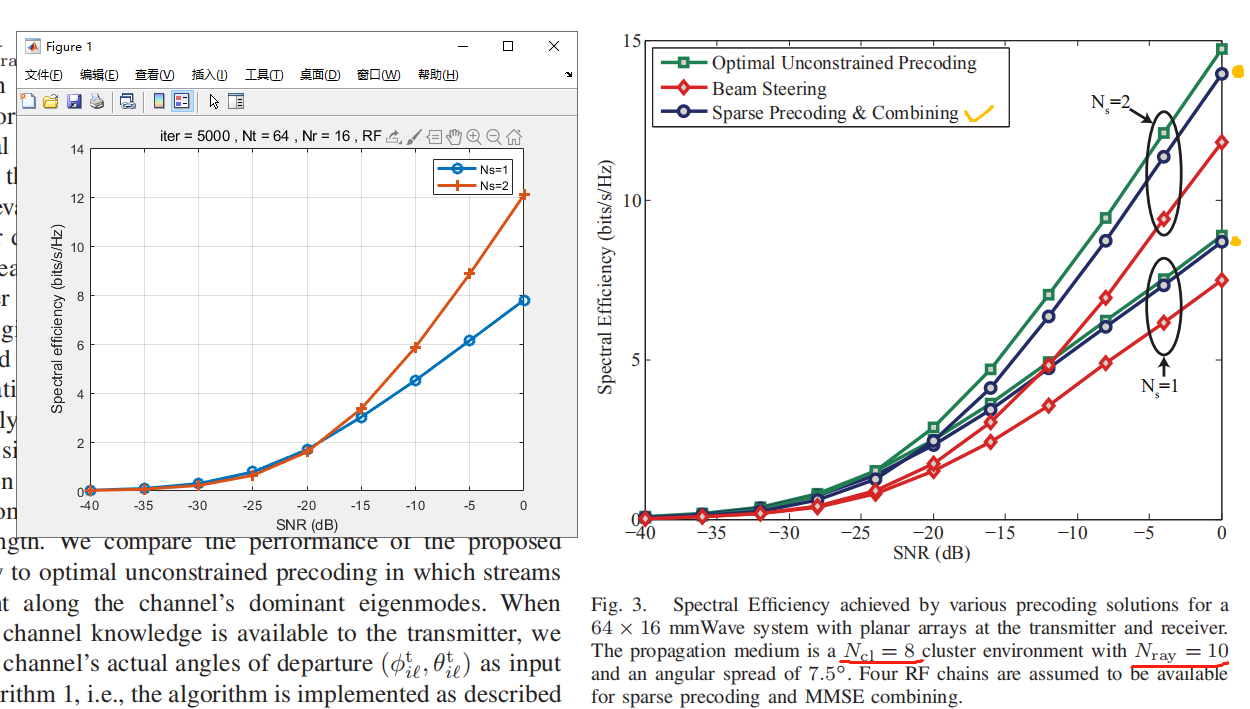 Figure 1
文件(F) 编辑(E) 查看(V) 插入(I) 工具(T) 桌面(D) 窗口(W) 帮助(H)
iter = 5000 , Nt = 64 , Nr = 16 , RF
14
12
10
8
6
4
2
0
Spectral efficiency (bits/s/Hz)
Ns=1
Ns=2
-40 -35 -30 -25 -20 -15 -10 -5 0
SNR (dB)
ngth. We compare the performance of the proposed
to optimal unconstrained precoding in which streams
along the channel's dominant eigenmodes. When
channel knowledge is available to the transmitter, we
channel's actual angles of departure (ϕᵗᵢℓ, θᵗᵢℓ) as input
rithm 1, i.e., the algorithm is implemented as described
15
10
5
0
Spectral Efficiency (bits/s/Hz)
Optimal Unconstrained Precoding
Beam Steering
Sparse Precoding & Combining
Ns=2
Ns=1
−40 −35 −30 −25 −20 −15 −10 −5 0
SNR (dB)
Fig. 3. Spectral Efficiency achieved by various precoding solutions for a
64 × 16 mmWave system with planar arrays at the transmitter and receiver.
The propagation medium is a Ncl = 8 cluster environment with Nray = 10
and an angular spread of 7.5°. Four RF chains are assumed to be available
for sparse precoding and MMSE combining.